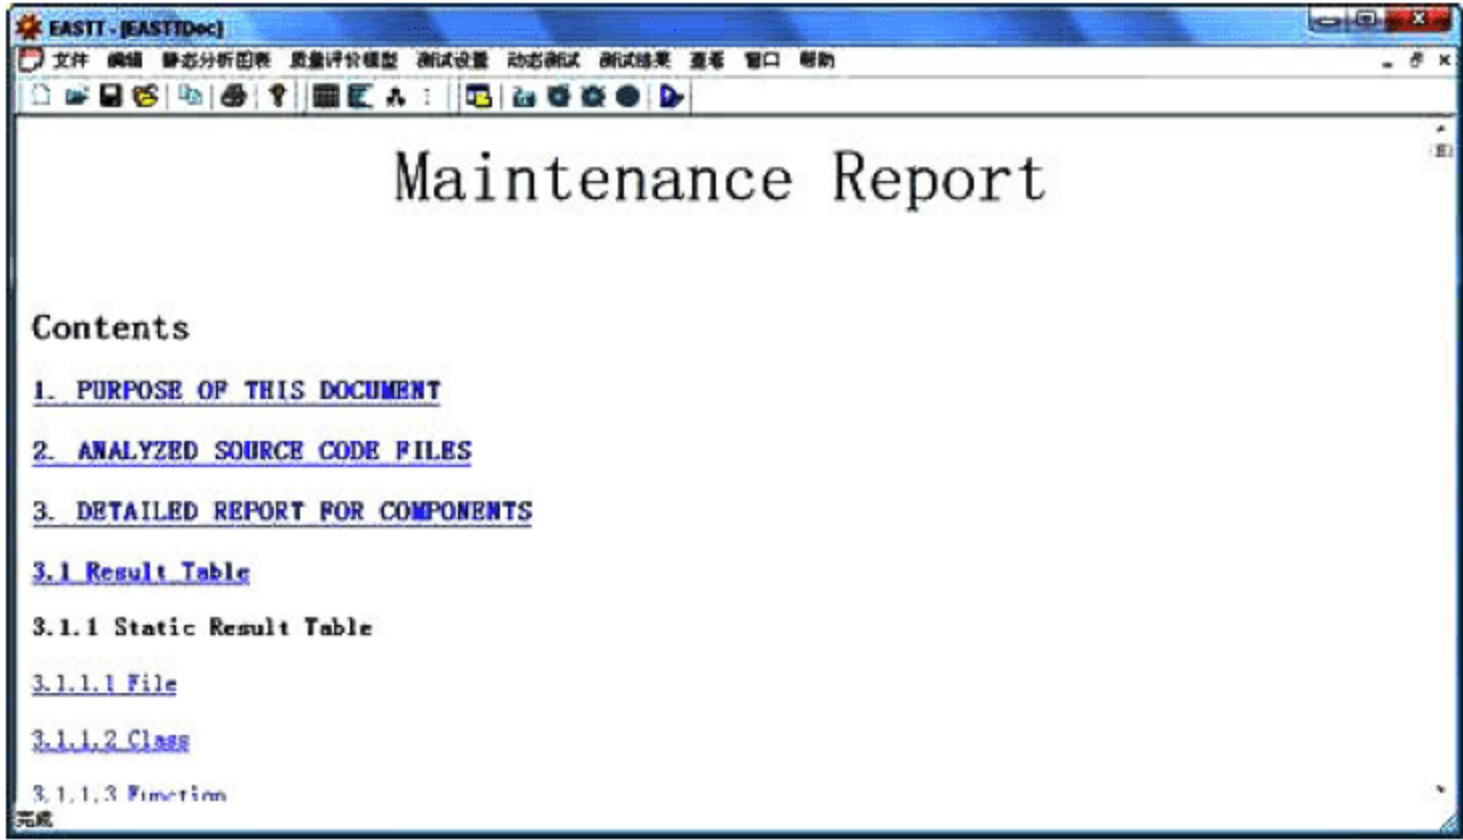 EASTT - [EASTTDoc]
文件 编辑 静态分析图表 质量评价模型 测试设置 动态测试 测试结果 查看 窗口 帮助
Maintenance Report
Contents
1. PURPOSE OF THIS DOCUMENT
2. ANALYZED SOURCE CODE FILES
3. DETAILED REPORT FOR COMPONENTS
3.1 Result Table
3.1.1 Static Result Table
3.1.1.1 File
3.1.1.2 Class
3.1.1.3 Function
完成